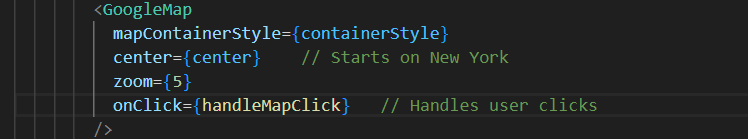 <GoogleMap
mapContainerStyle={containerStyle}
center={center}    // Starts on New York
zoom={5}
onClick={handleMapClick}   // Handles user clicks
/>